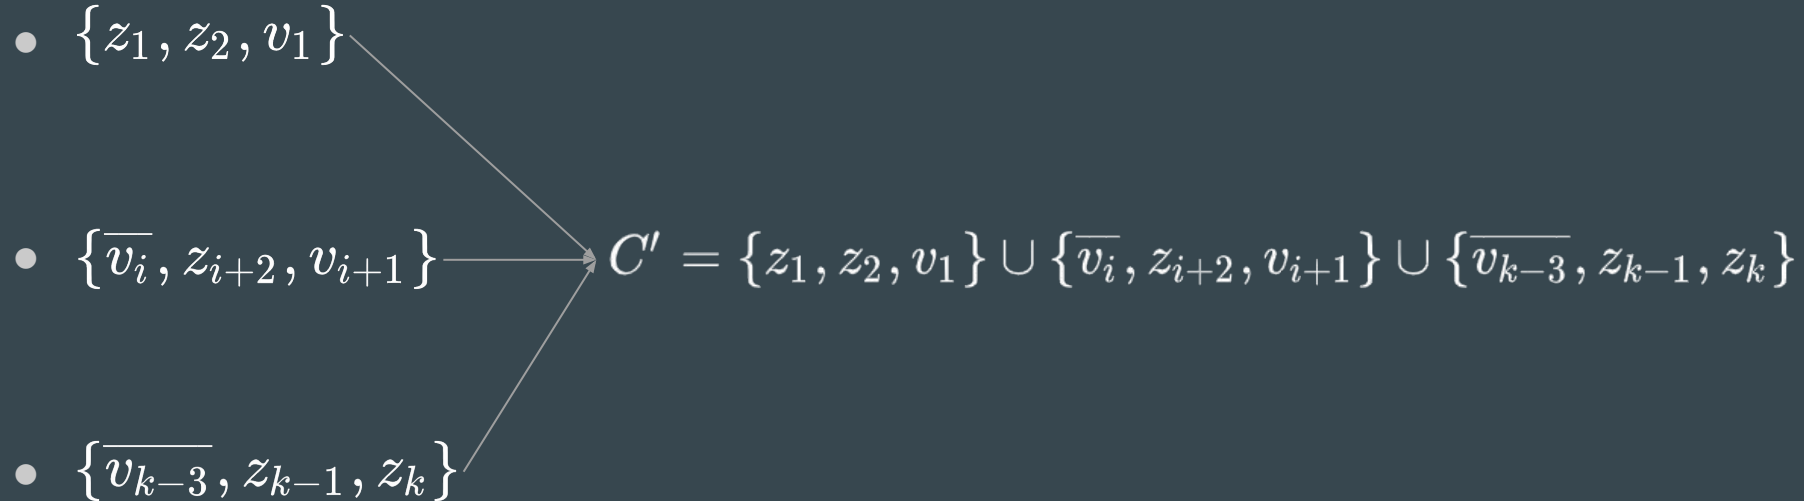 • {z₁, z₂, v₁}
• {v̅ᵢ, zᵢ₊₂, vᵢ₊₁} C′ = {z₁, z₂, v₁} ∪ {v̅ᵢ, zᵢ₊₂, vᵢ₊₁} ∪ {v̅ₖ₋₃, zₖ₋₁, zₖ}
• {v̅ₖ₋₃, zₖ₋₁, zₖ}